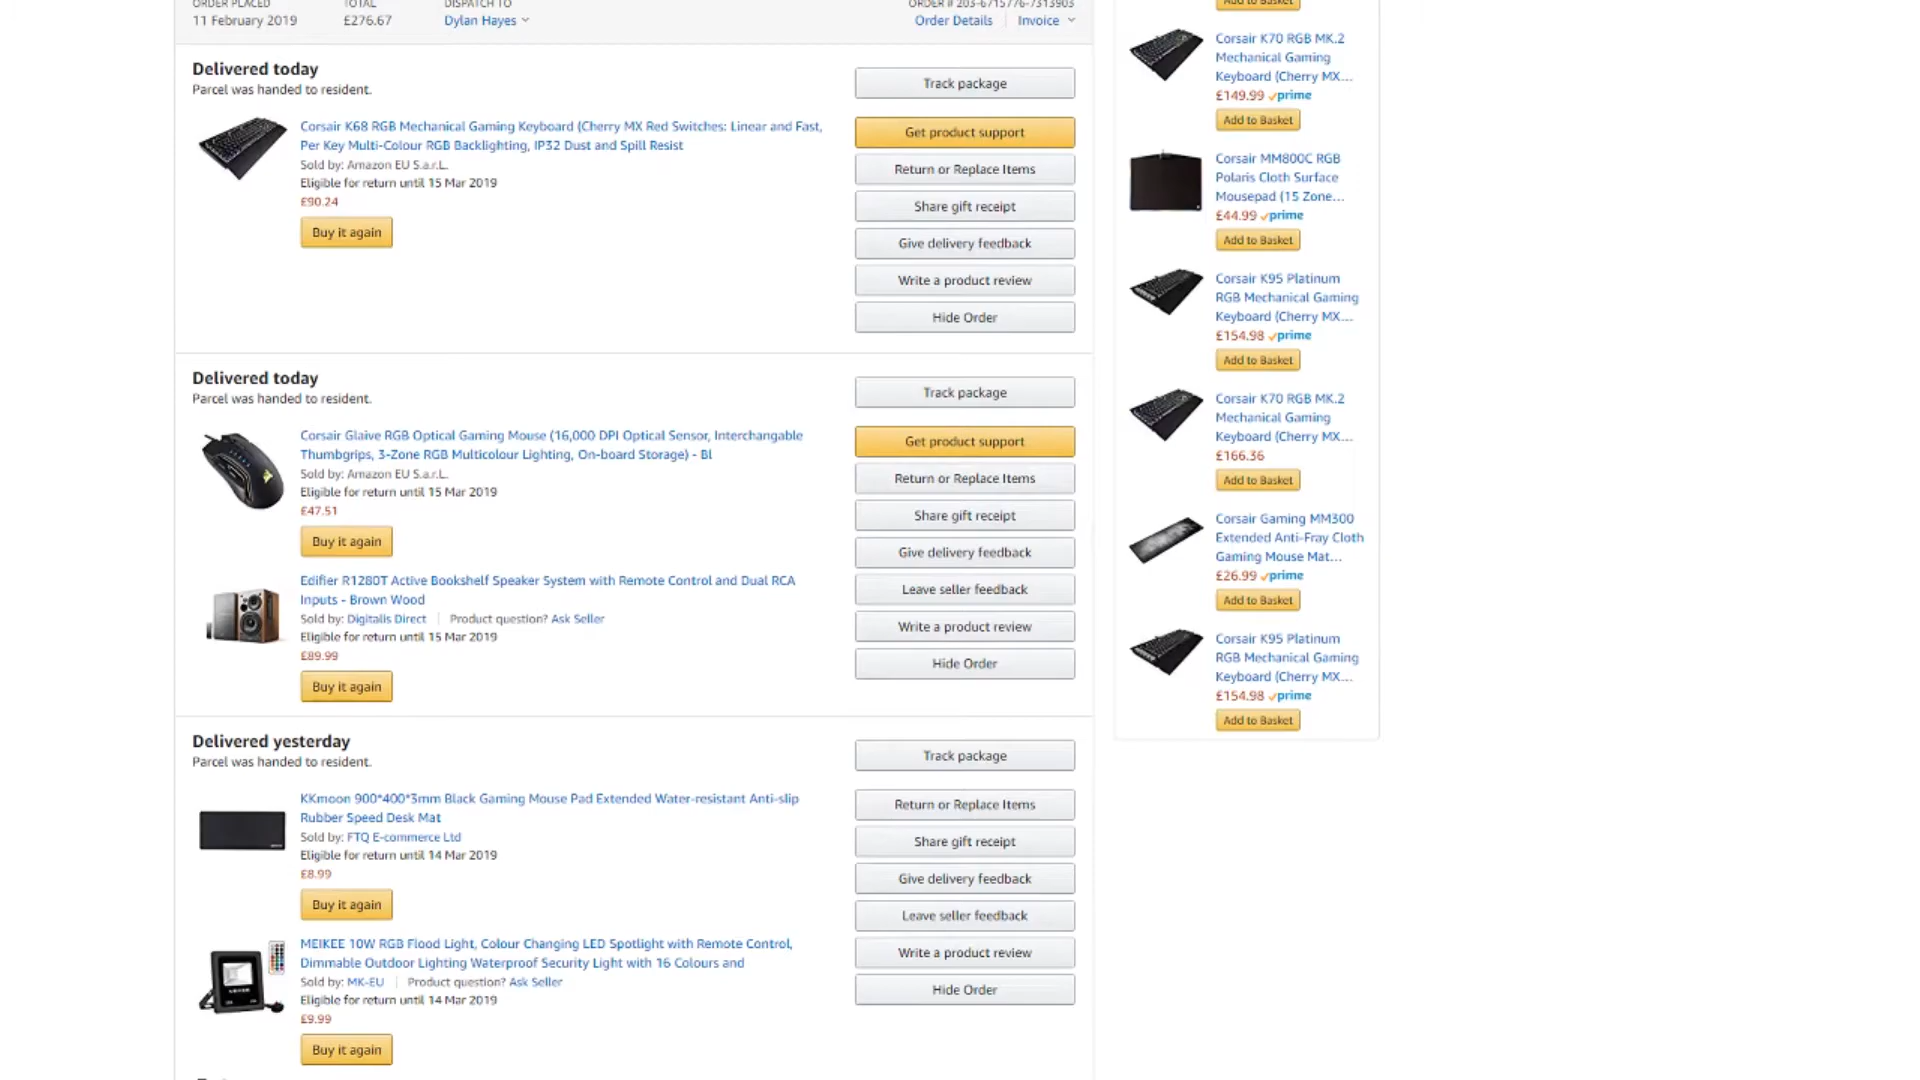 ORDER PLACED
11 February 2019
TOTAL
£276.67
DISPATCH TO
Dylan Hayes
ORDER # 203-6715776-7313903
Order Details
Invoice
Delivered today
Parcel was handed to resident.
Corsair K68 RGB Mechanical Gaming Keyboard (Cherry MX Red Switches: Linear and Fast,
Per Key Multi-Colour RGB Backlighting, IP32 Dust and Spill Resist
Sold by: Amazon EU S.a.r.L.
Eligible for return until 15 Mar 2019
£90.24
Buy it again
Track package
Get product support
Return or Replace Items
Share gift receipt
Give delivery feedback
Write a product review
Hide Order
Delivered today
Parcel was handed to resident.
Corsair Glaive RGB Optical Gaming Mouse (16,000 DPI Optical Sensor, Interchangable
Thumbgrips, 3-Zone RGB Multicolour Lighting, On-board Storage) - Bl
Sold by: Amazon EU S.a.r.L.
Eligible for return until 15 Mar 2019
£47.51
Buy it again
Edifier R1280T Active Bookshelf Speaker System with Remote Control and Dual RCA
Inputs - Brown Wood
Sold by: Digitalis Direct Product question? Ask Seller
Eligible for return until 15 Mar 2019
£89.99
Buy it again
Track package
Get product support
Return or Replace Items
Share gift receipt
Give delivery feedback
Leave seller feedback
Write a product review
Hide Order
Delivered yesterday
Parcel was handed to resident.
KKmoon 900*400*3mm Black Gaming Mouse Pad Extended Water-resistant Anti-slip
Rubber Speed Desk Mat
Sold by: FTQ E-commerce Ltd
Eligible for return until 14 Mar 2019
£8.99
Buy it again
MEIKEE 10W RGB Flood Light, Colour Changing LED Spotlight with Remote Control,
Dimmable Outdoor Lighting Waterproof Security Light with 16 Colours and
Sold by: MK-EU Product question? Ask Seller
Eligible for return until 14 Mar 2019
£9.99
Buy it again
Track package
Return or Replace Items
Share gift receipt
Give delivery feedback
Leave seller feedback
Write a product review
Hide Order
Add to Basket
Corsair K70 RGB MK.2
Mechanical Gaming
Keyboard (Cherry MX...
£149.99 prime
Add to Basket
Corsair MM800C RGB
Polaris Cloth Surface
Mousepad (15 Zone...
£44.99 prime
Add to Basket
Corsair K95 Platinum
RGB Mechanical Gaming
Keyboard (Cherry MX...
£154.98 prime
Add to Basket
Corsair K70 RGB MK.2
Mechanical Gaming
Keyboard (Cherry MX...
£166.36
Add to Basket
Corsair Gaming MM300
Extended Anti-Fray Cloth
Gaming Mouse Mat...
£26.99 prime
Add to Basket
Corsair K95 Platinum
RGB Mechanical Gaming
Keyboard (Cherry MX...
£154.98 prime
Add to Basket